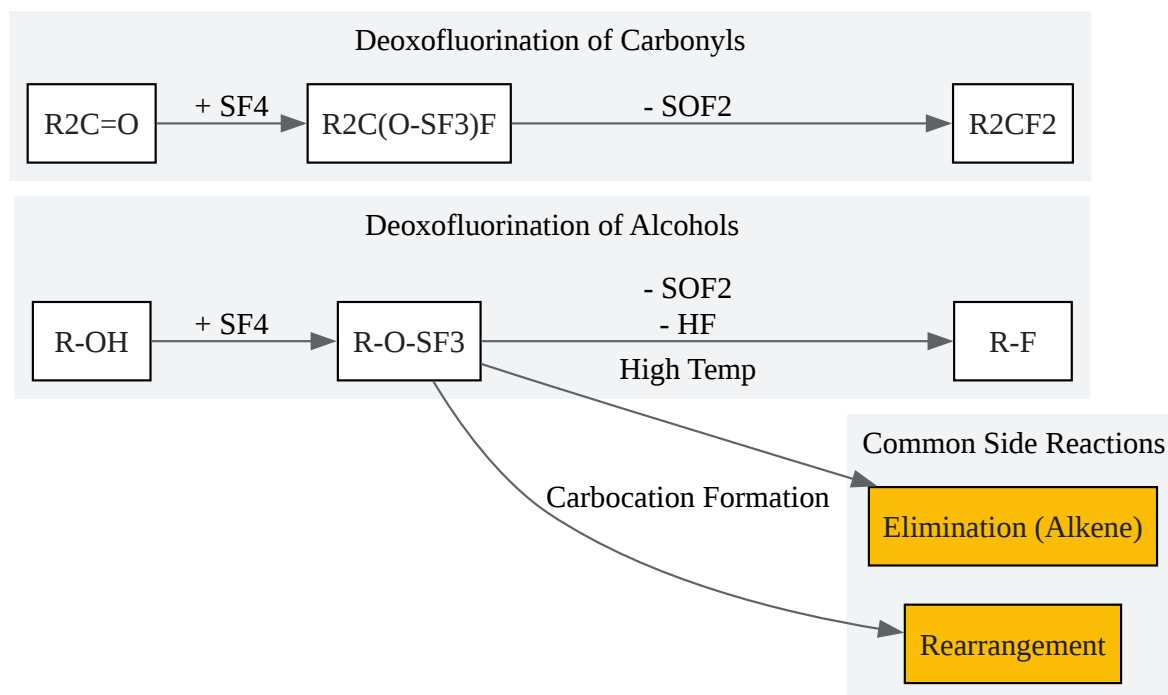 Deoxofluorination of Carbonyls
R2C=O
+ SF4
R2C(O-SF3)F
- SOF2
R2CF2
Deoxofluorination of Alcohols
R-OH
+ SF4
R-O-SF3
- SOF2
- HF
R-F
High Temp
Common Side Reactions
Carbocation Formation
Elimination (Alkene)
Rearrangement